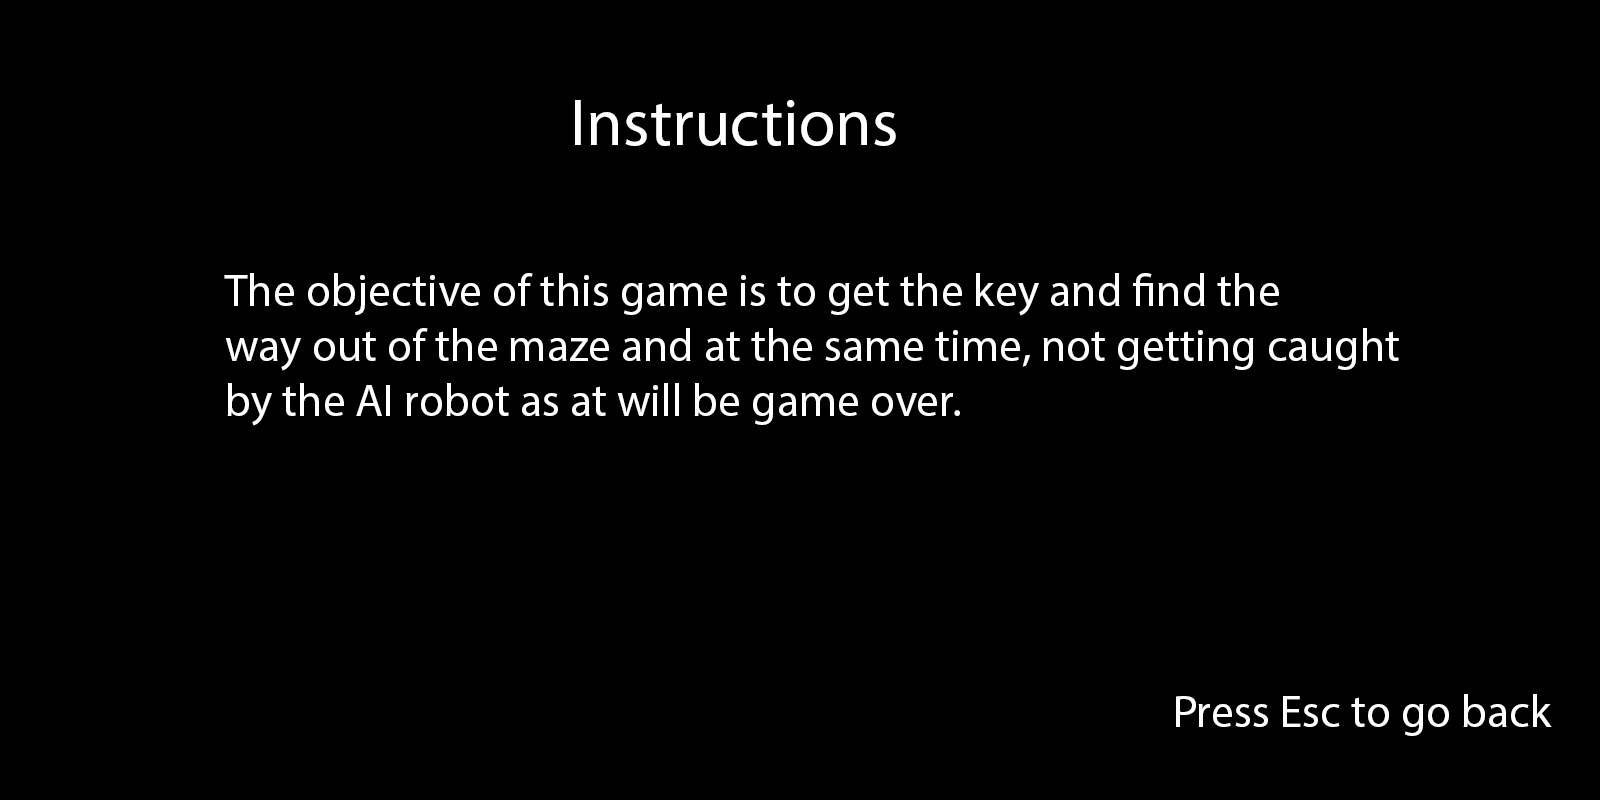 Instructions
The objective of this game is to get the key and find the
way out of the maze and at the same time, not getting caught
by the AI robot as at will be game over.
Press Esc to go back